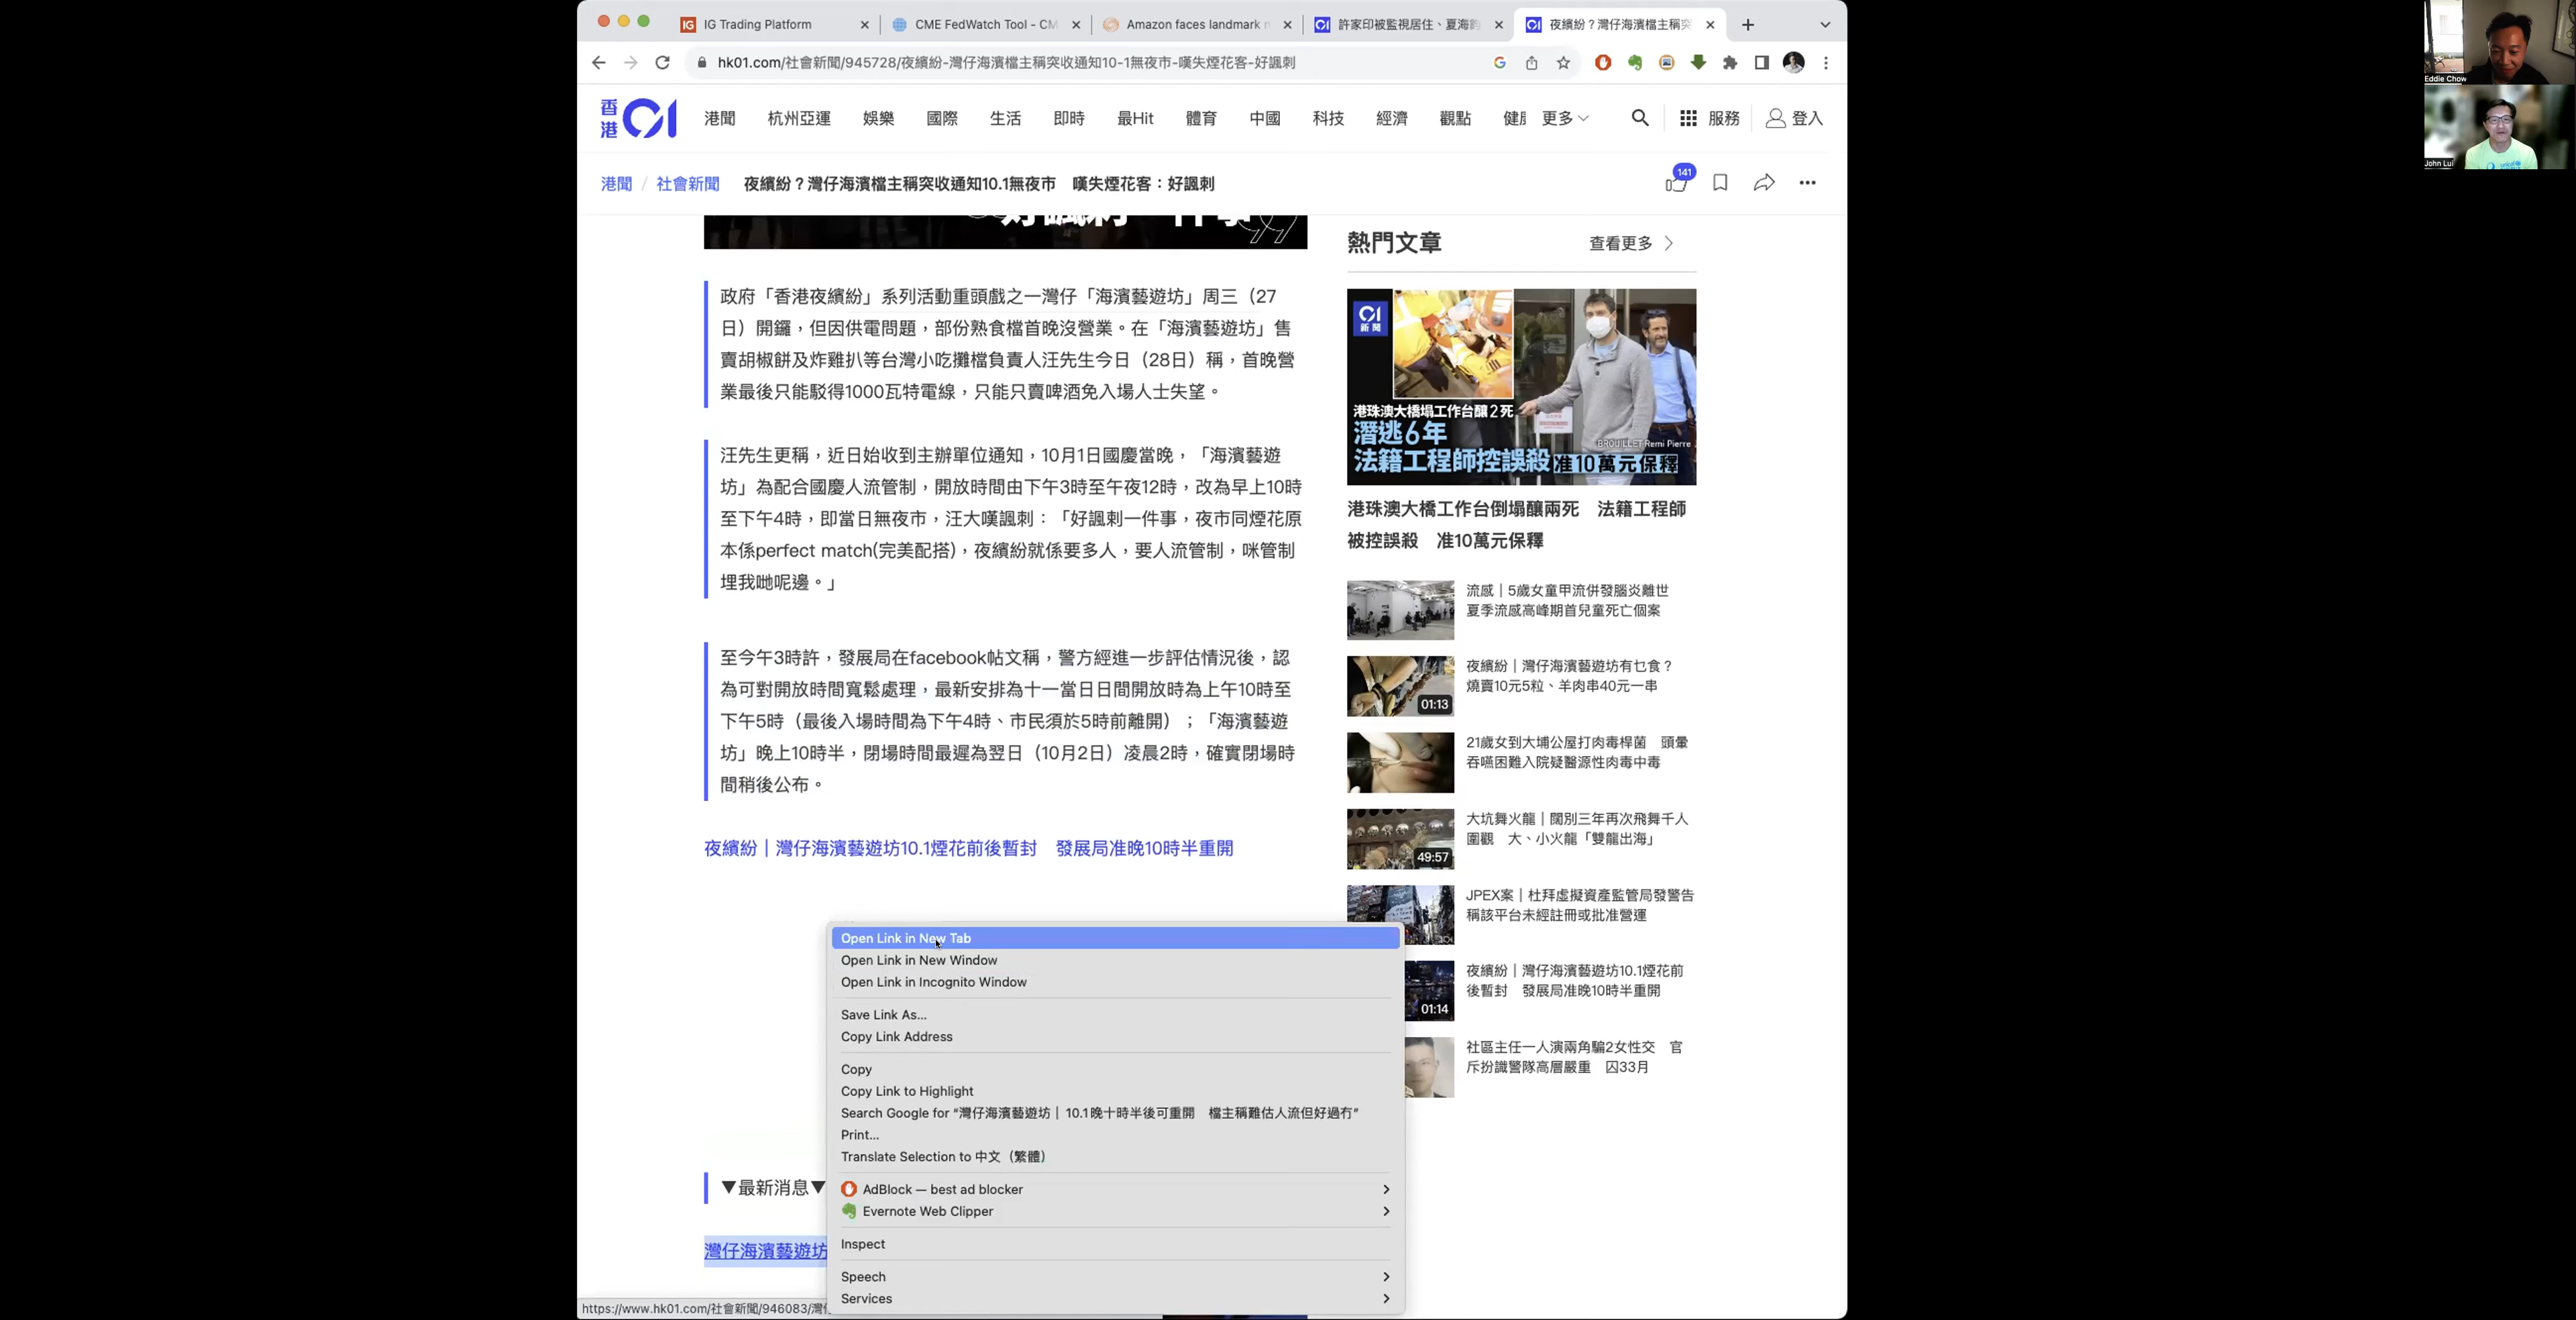 IG Trading Platform
CME FedWatch Tool - CM
Amazon faces landmark
許家印被監視居住、夏海鈞
夜繽紛？灣仔海濱檔主稱突
hk01.com/社會新聞/945728/夜繽紛-灣仔海濱檔主稱突收通知10-1無夜市-嘆失煙花客-好諷刺
香港01
港聞 杭州亞運 娛樂 國際 生活 即時 最Hit 體育 中國 科技 經濟 觀點 更多 服務 登入
港聞 / 社會新聞 夜繽紛？灣仔海濱檔主稱突收通知10.1無夜市　嘆失煙花客：好諷刺
141
政府「香港夜繽紛」系列活動重頭戲之一灣仔「海濱藝遊坊」周三（27
日）開鑼，但因供電問題，部份熟食檔首晚沒營業。在「海濱藝遊坊」售
賣胡椒餅及炸雞扒等台灣小吃攤檔負責人汪先生今日（28日）稱，首晚營
業最後只能駁得1000瓦特電線，只能只賣啤酒免入場人士失望。
汪先生更稱，近日始收到主辦單位通知，10月1日國慶當晚，「海濱藝遊
坊」為配合國慶人流管制，開放時間由下午3時至午夜12時，改為早上10時
至下午4時，即當日無夜市，汪大嘆諷刺：「好諷刺一件事，夜市同煙花原
本係perfect match(完美配搭)，夜繽紛就係要多人，要人流管制，咪管制
埋我哋呢邊。」
至今午3時許，發展局在facebook帖文稱，警方經進一步評估情況後，認
為可對開放時間寬鬆處理，最新安排為十一當日日間開放時為上午10時至
下午5時（最後入場時間為下午4時、市民須於5時前離開）；「海濱藝遊
坊」晚上10時半，閉場時間最遲為翌日（10月2日）凌晨2時，確實閉場時
間稍後公布。
夜繽紛｜灣仔海濱藝遊坊10.1煙花前後暫封　發展局准晚10時半重開
▼最新消息▼
灣仔海濱藝遊坊
https://www.hk01.com/社會新聞/946083/灣
Open Link in New Tab
Open Link in New Window
Open Link in Incognito Window
Save Link As...
Copy Link Address
Copy
Copy Link to Highlight
Search Google for “灣仔海濱藝遊坊｜10.1晚十時半後可重開　檔主稱難估人流但好過冇”
Print...
Translate Selection to 中文（繁體）
AdBlock — best ad blocker
Evernote Web Clipper
Inspect
Speech
Services
熱門文章
查看更多
01
新聞
港珠澳大橋塌工作台釀2死
潛逃6年
法籍工程師控誤殺 准10萬元保釋
BROUILLET Remi Pierre
港珠澳大橋工作台倒塌釀兩死　法籍工程師
被控誤殺　准10萬元保釋
流感｜5歲女童甲流併發腦炎離世
夏季流感高峰期首兒童死亡個案
夜繽紛｜灣仔海濱藝遊坊有乜食？
燒賣10元5粒、羊肉串40元一串
01:13
21歲女到大埔公屋打肉毒桿菌　頭暈
吞嚥困難入院疑醫源性肉毒中毒
大坑舞火龍｜闊別三年再次飛舞千人
圍觀　大、小火龍「雙龍出海」
49:57
JPEX案｜杜拜虛擬資產監管局發警告
稱該平台未經註冊或批准營運
夜繽紛｜灣仔海濱藝遊坊10.1煙花前
後暫封　發展局准晚10時半重開
01:14
社區主任一人演兩角騙2女性交　官
斥扮識警隊高層嚴重　囚33月
Eddie Chow
John Lui